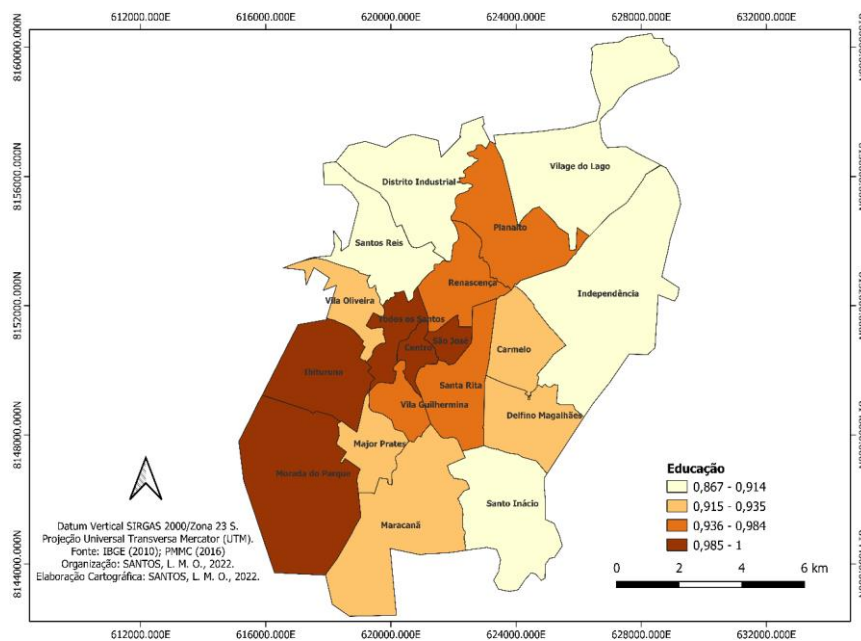 612000.000E 616000.000E 620000.000E 624000.000E 628000.000E 632000.000E
8160000.000N
8156000.000N
8152000.000N
8148000.000N
8144000.000N
Vilage do Lago
Distrito Industrial
Planalto
Santos Reis
Renascença
Independência
Vila Oliveira
Todos os Santos
São José
Centro
Carmelo
Ibituruna
Santa Rita
Vila Guilhermina
Delfino Magalhães
Major Prates
Morada do Parque
Santo Inácio
Maracanã
Educação
0,867 - 0,914
0,915 - 0,935
0,936 - 0,984
0,985 - 1
Datum Vertical SIRGAS 2000/Zona 23 S.
Projeção Universal Transversa Mercator (UTM).
Fonte: IBGE (2010); PMMC (2016)
Organização: SANTOS, L. M. O., 2022.
Elaboração Cartográfica: SANTOS, L. M. O., 2022.
0 2 4 6 km
612000.000E 616000.000E 620000.000E 624000.000E 628000.000E 632000.000E